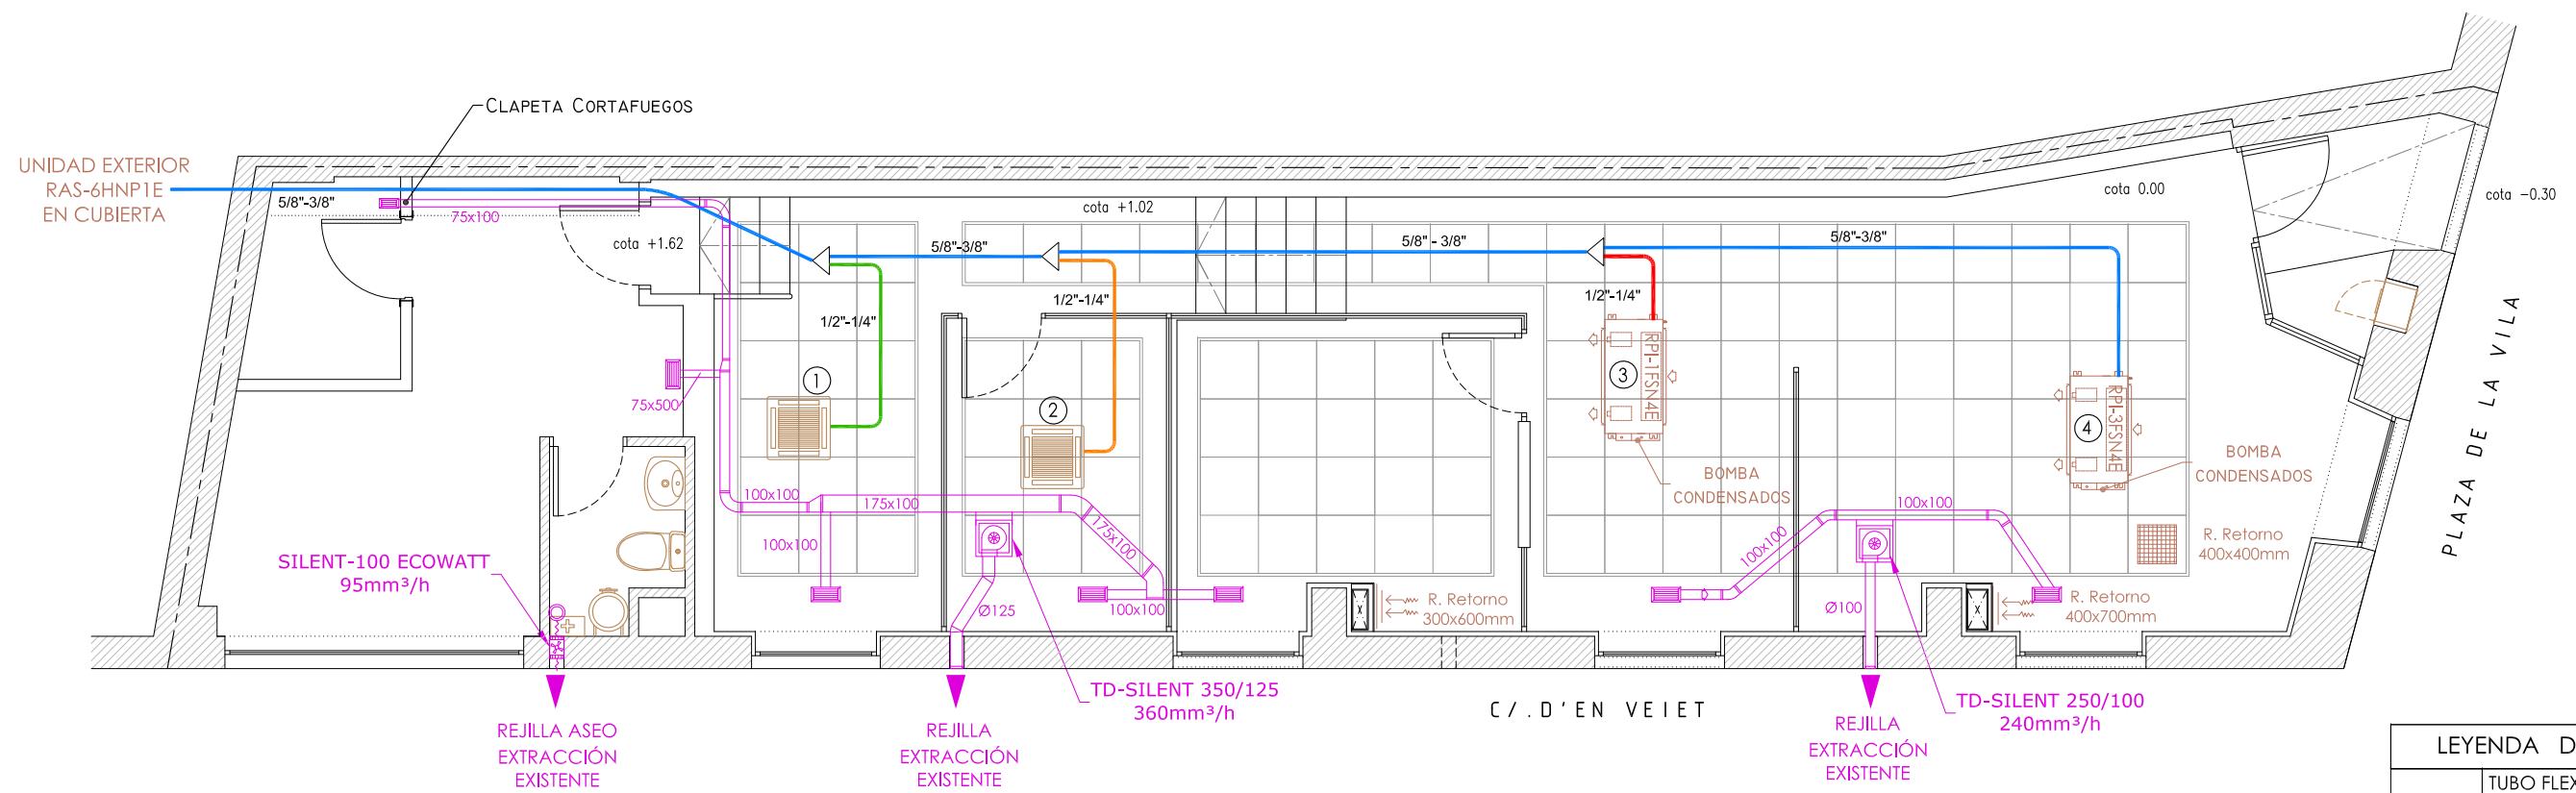 CLAPETA CORTAFUEGOS
UNIDAD EXTERIOR
RAS-6HNP1E
EN CUBIERTA
5/8"-3/8"
75x100
cota +1.62
cota +1.02
cota 0.00
cota -0.30
5/8"-3/8"
5/8" - 3/8"
5/8"-3/8"
1/2"-1/4"
1/2"-1/4"
1/2"-1/4"
75x500
1
2
3
RPI-1FSN4E
4
RPI-3FSN4E
BOMBA
CONDENSADOS
BOMBA
CONDENSADOS
PLAZA DE LA VILA
100x100
175x100
100x100
175x100
100x100
Ø125
100x100
100x100
Ø100
R. Retorno
400x400mm
R. Retorno
300x600mm
R. Retorno
400x700mm
SILENT-100 ECOWATT
95mm³/h
TD-SILENT 350/125
360mm³/h
TD-SILENT 250/100
240mm³/h
C/.D'EN VEIET
REJILLA ASEO
EXTRACCIÓN
EXISTENTE
REJILLA
EXTRACCIÓN
EXISTENTE
REJILLA
EXTRACCIÓN
EXISTENTE
LEYENDA D
TUBO FLEX